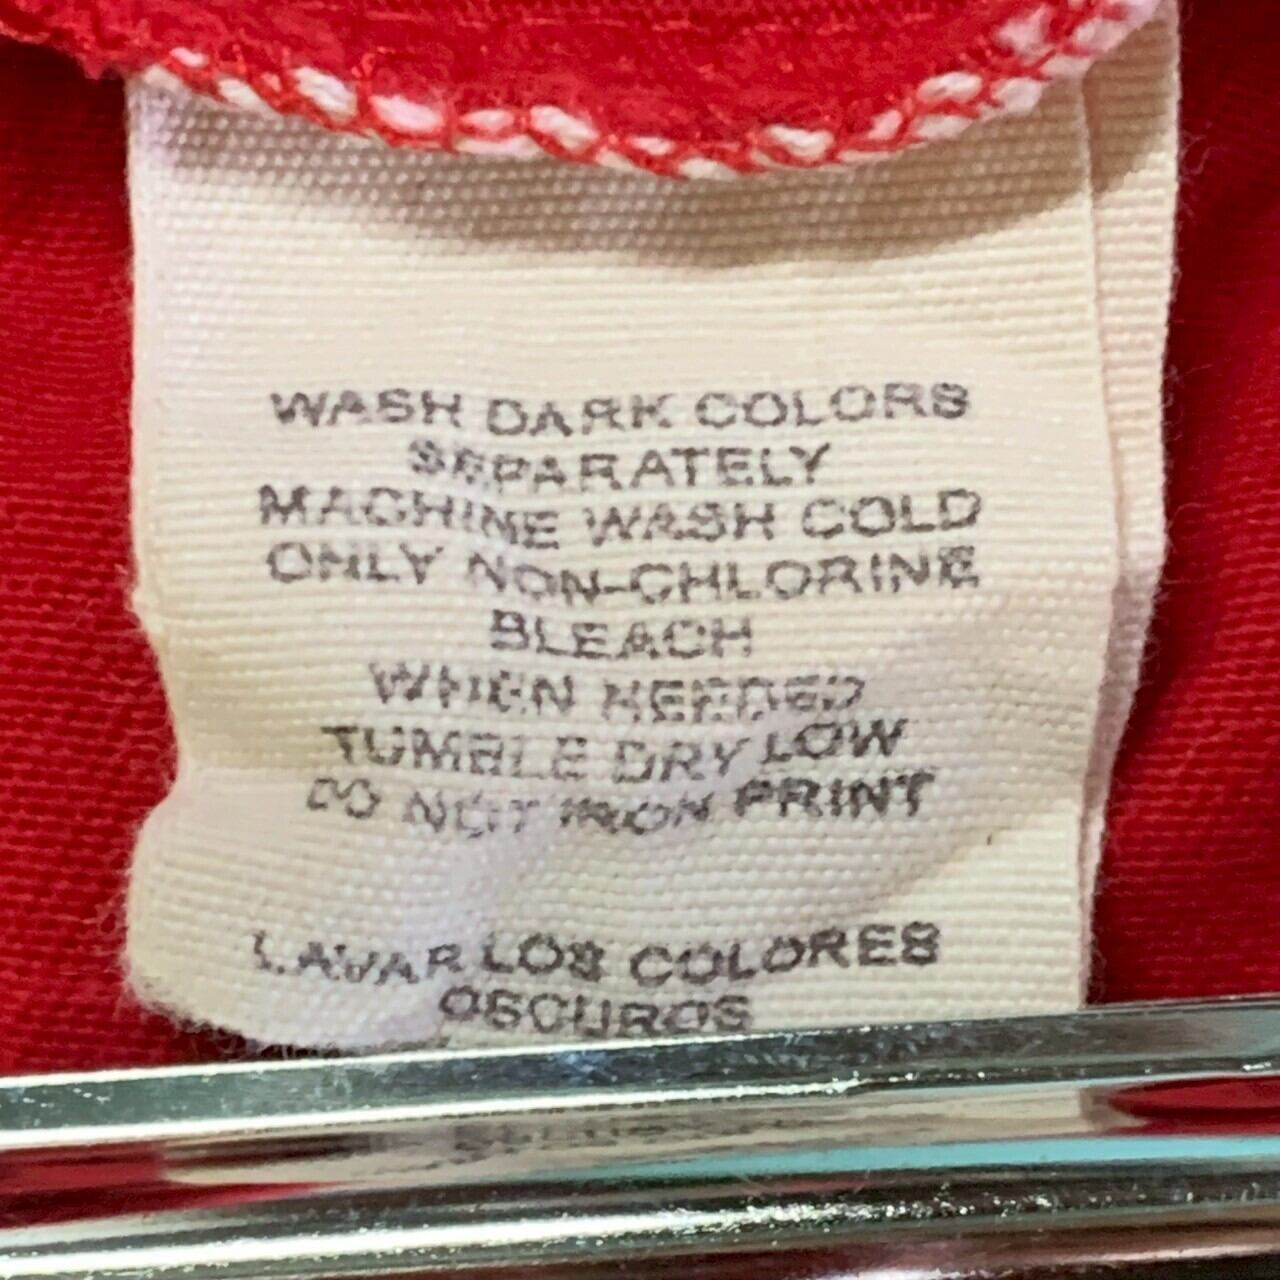 WASH DARK COLORS
SEPARATELY
MACHINE WASH COLD
ONLY NON-CHLORINE
BLEACH
WHEN NEEDED
TUMBLE DRY LOW
DO NOT IRON PRINT
LAVAR LOS COLORES
OSCUROS